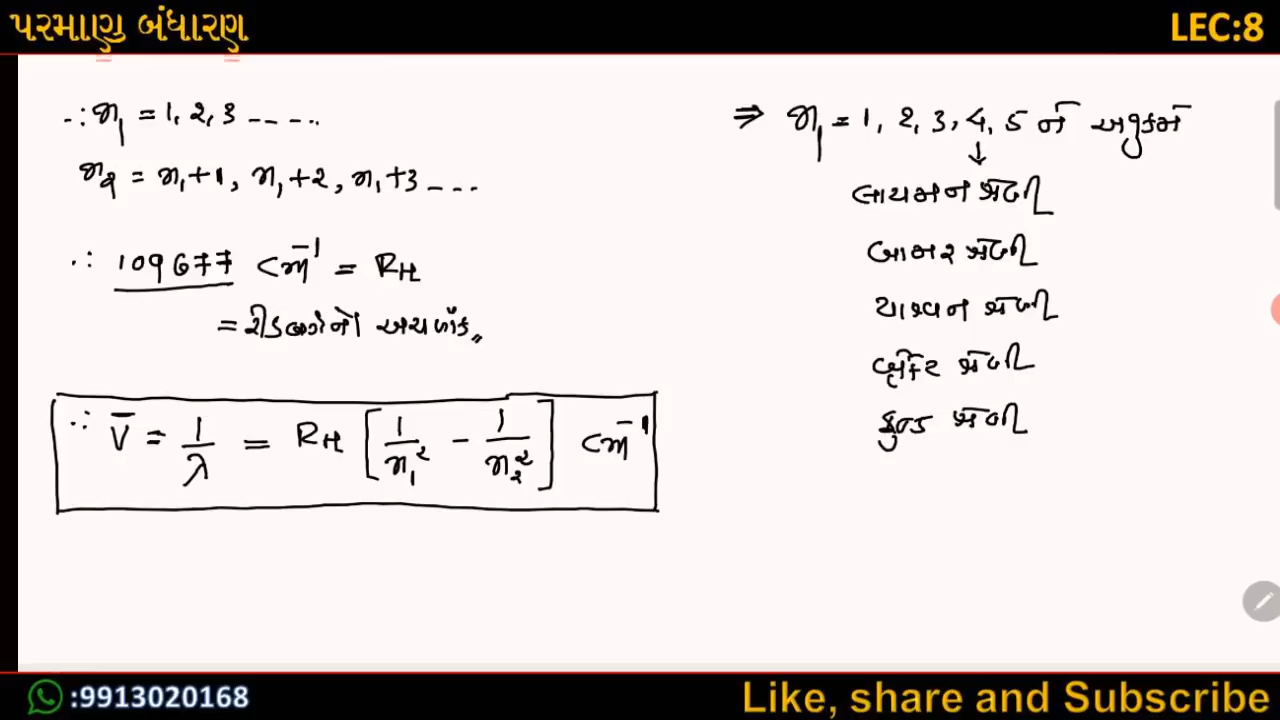 પરમાણુ બંધારણ
LEC:8
∴ n₁ = 1, 2, 3 -----
n₂ = n₁+1, n₁+2, n₁+3 ---
∴ 109677 cm⁻¹ = RH
= રીડબર્ગનો અચળાંક,,
∴ V̅ = 1/λ = RH [1/n₁² - 1/n₂²] cm⁻¹
⇒ n₁ = 1, 2, 3, 4, 5 ને અનુક્રમે
↓
લાયમન શ્રેણી
બામર શ્રેણી
પાશ્ચન શ્રેણી
બ્રેકેટ શ્રેણી
ફુન્ડ શ્રેણી
:9913020168
Like, share and Subscribe